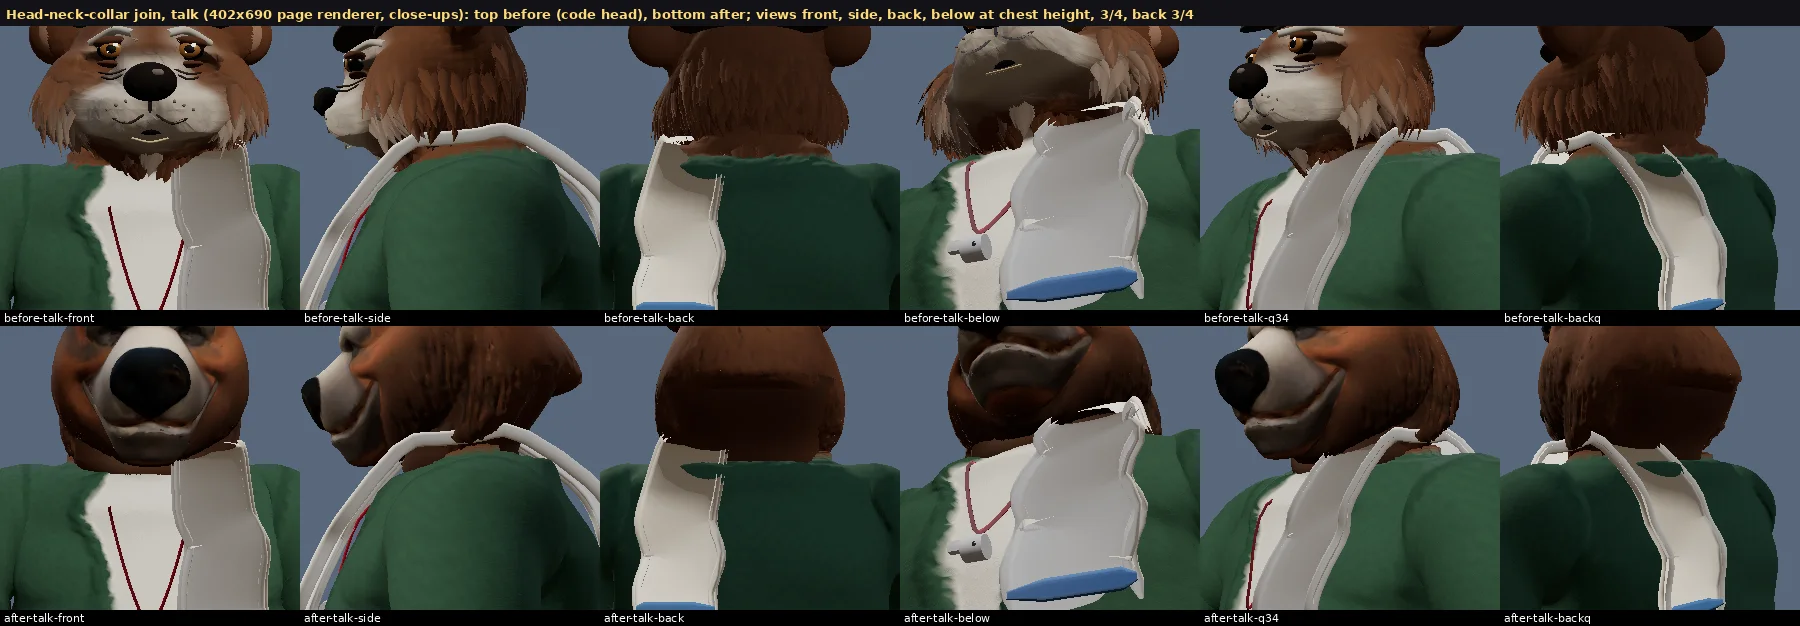 Head-neck-collar join, talk (402x690 page renderer, close-ups): top before (code head), bottom after; views front, side, back, below at chest height, 3/4, back 3/4
before-talk-front
before-talk-side
before-talk-back
before-talk-below
before-talk-q34
before-talk-backq
after-talk-front
after-talk-side
after-talk-back
after-talk-below
after-talk-q34
after-talk-backq